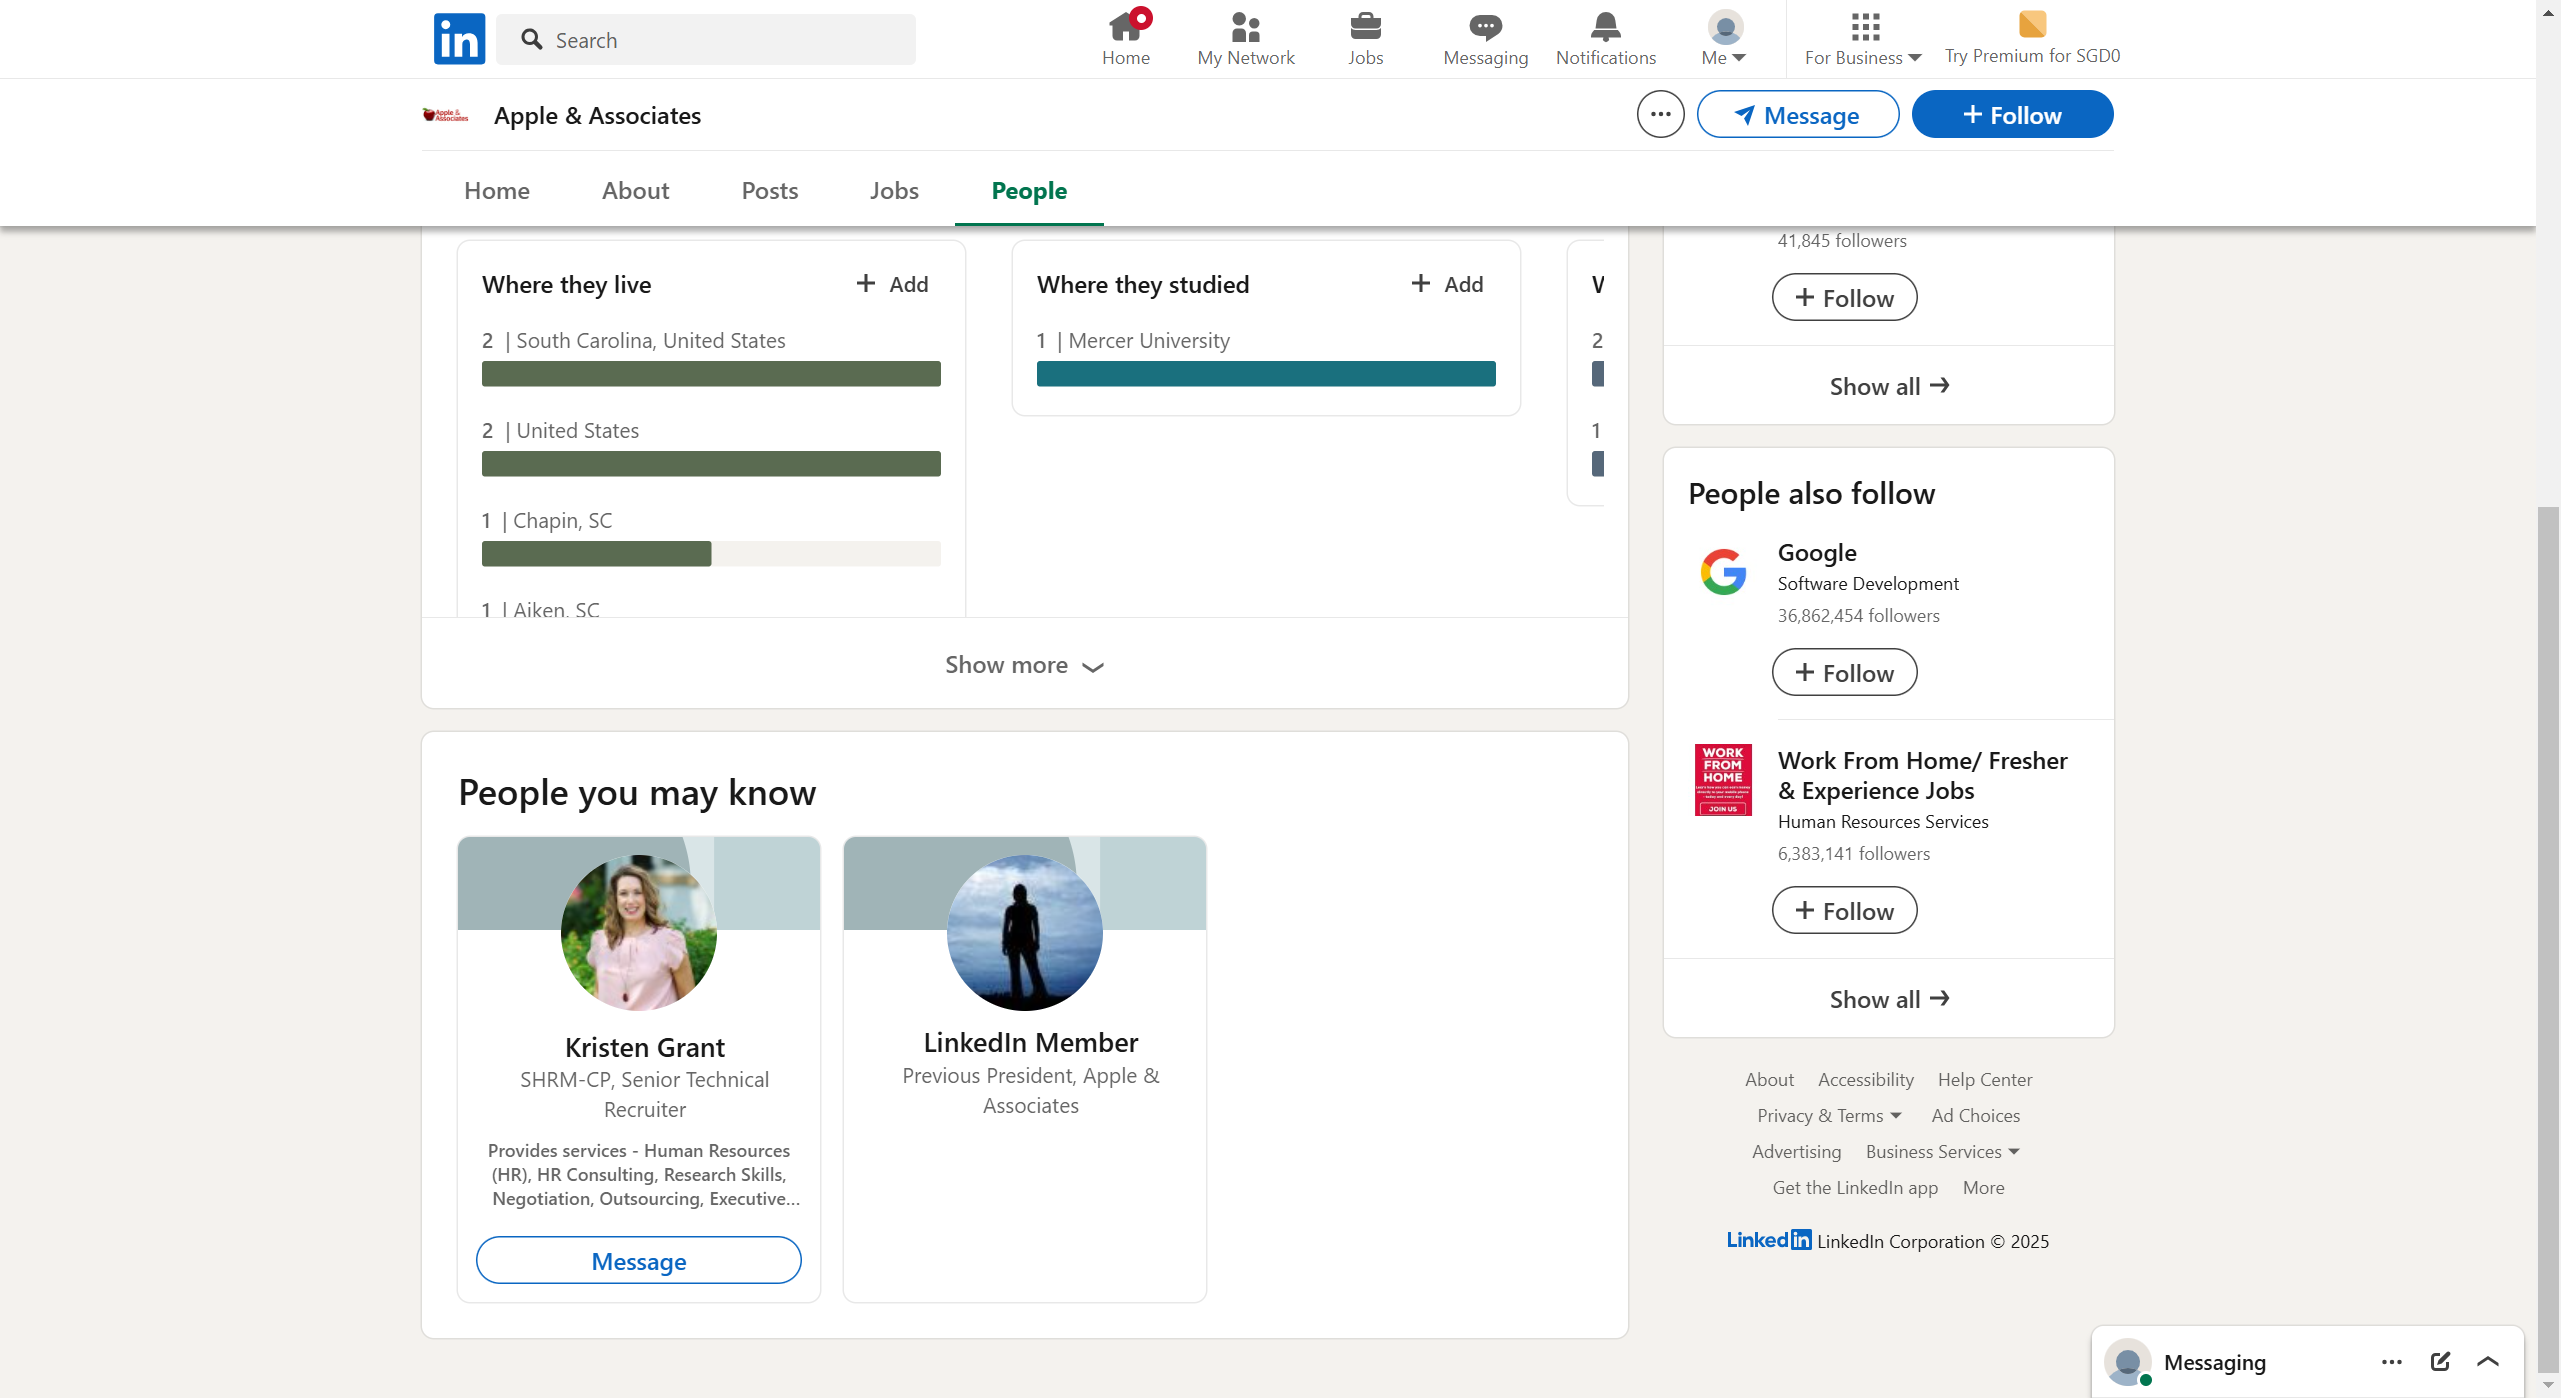 in
Search
Home
My Network
Jobs
Messaging
Notifications
Me
For Business
Try Premium for SGD0
Apple & Associates
Apple & Associates
Message
Follow
Home
About
Posts
Jobs
People
Where they live
Add
2 | South Carolina, United States
2 | United States
1 | Chapin, SC
1 | Aiken, SC
Where they studied
Add
1 | Mercer University
2
1
Show more
People you may know
Kristen Grant
SHRM-CP, Senior Technical
Recruiter
Provides services - Human Resources
(HR), HR Consulting, Research Skills,
Negotiation, Outsourcing, Executive...
Message
LinkedIn Member
Previous President, Apple &
Associates
41,845 followers
Follow
Show all
People also follow
Google
Software Development
36,862,454 followers
Follow
WORK
FROM
HOME
JOIN US
Work From Home/ Fresher
& Experience Jobs
Human Resources Services
6,383,141 followers
Follow
Show all
About
Accessibility
Help Center
Privacy & Terms
Ad Choices
Advertising
Business Services
Get the LinkedIn app
More
LinkedIn LinkedIn Corporation © 2025
Messaging